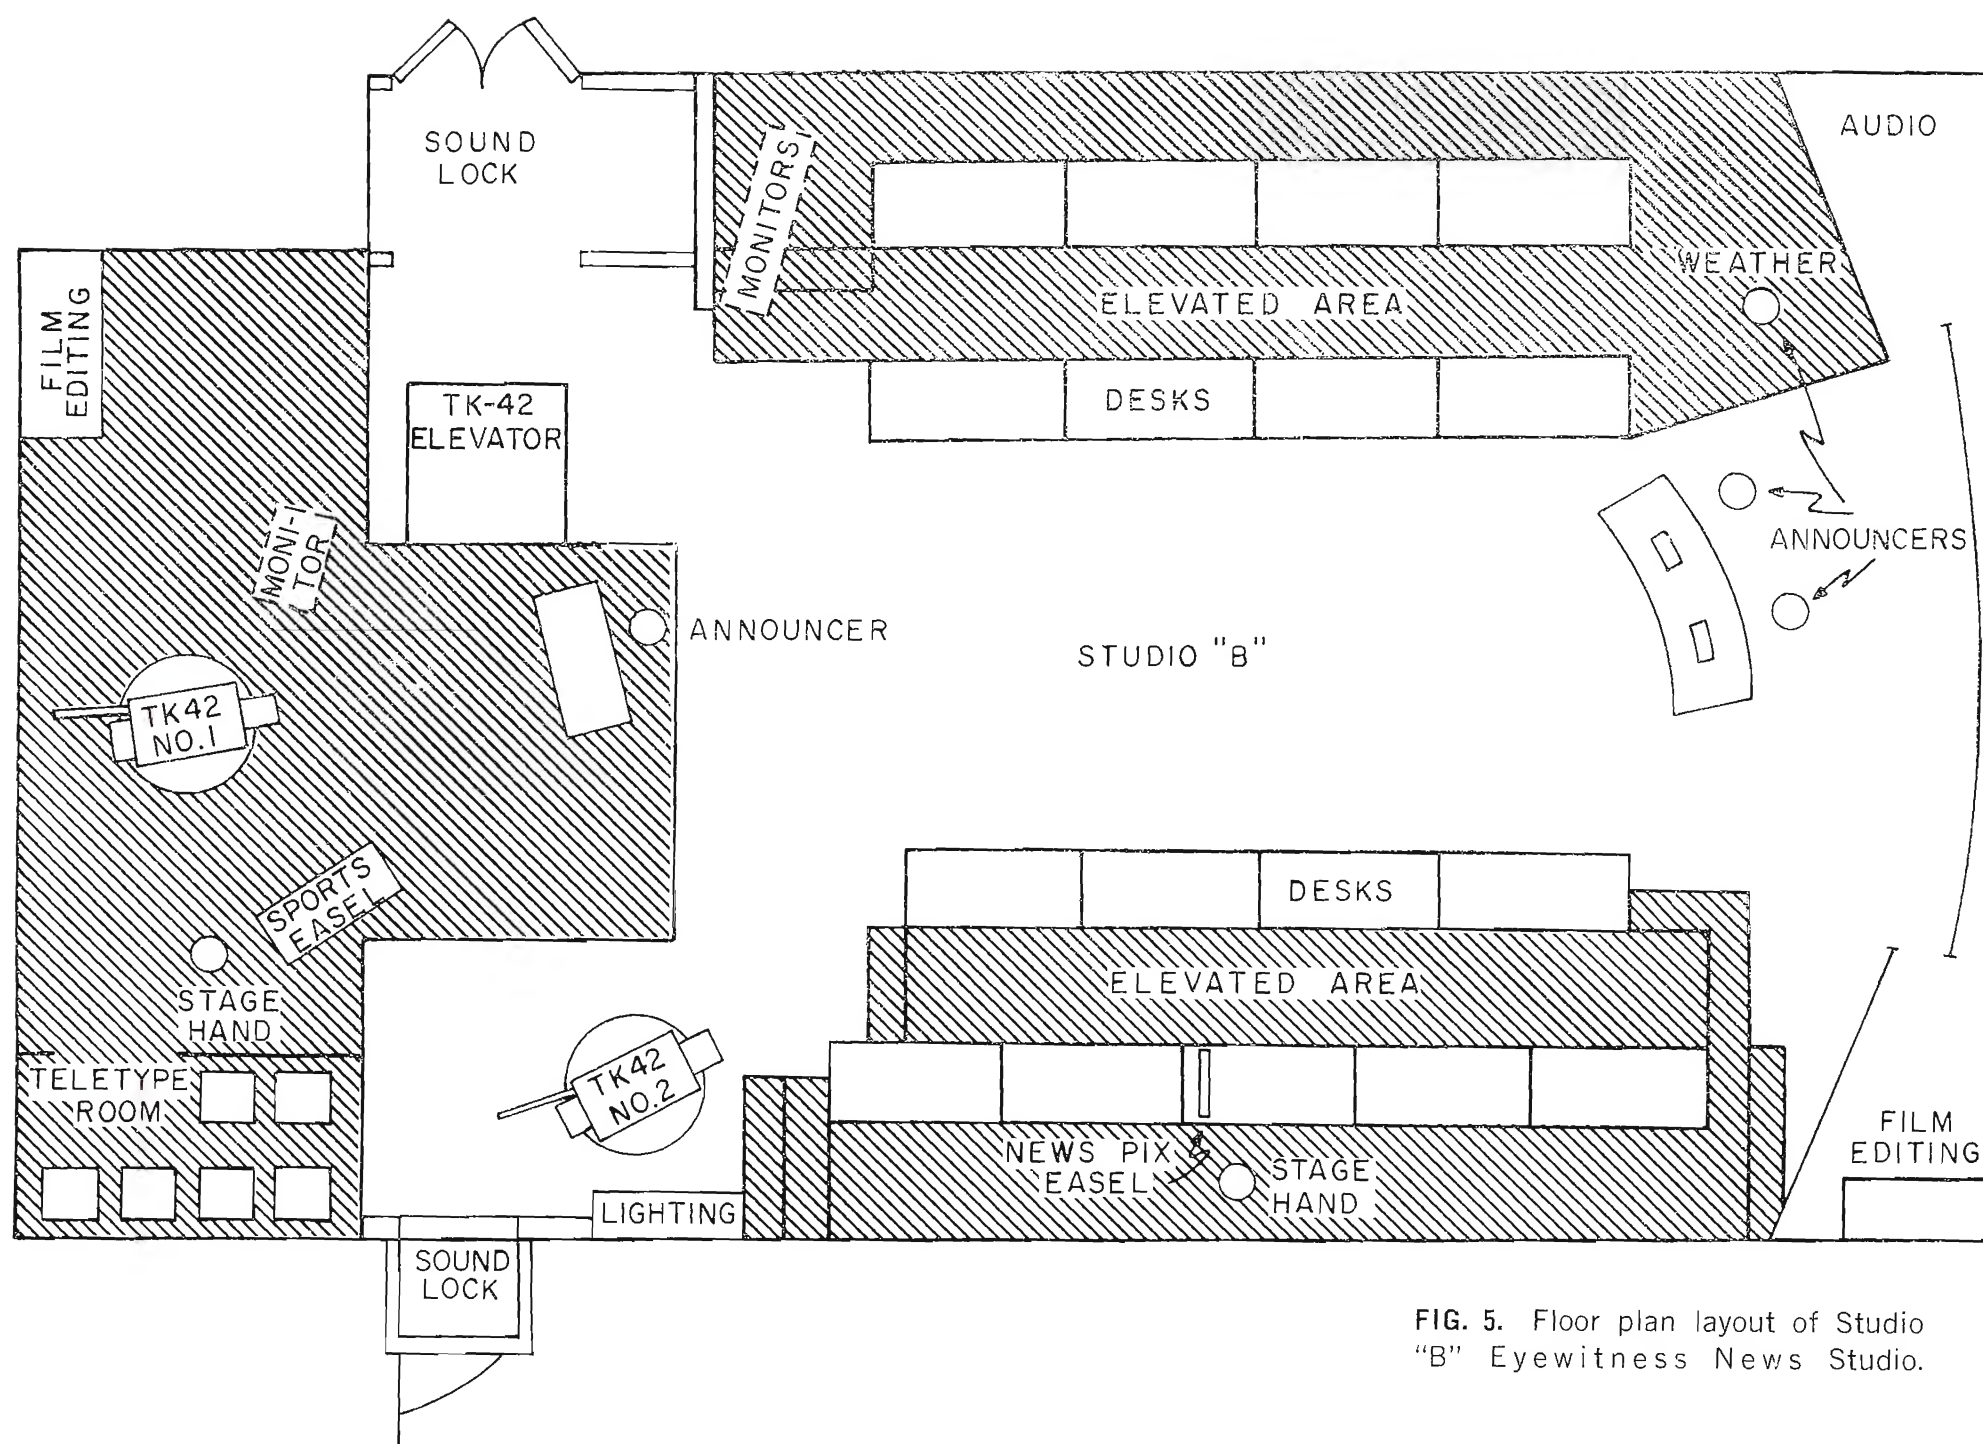 SOUND
LOCK
AUDIO
MONITORS
WEATHER
ELEVATED AREA
FILM
EDITING
TK-42
ELEVATOR
DESKS
MONI-
TOR
ANNOUNCERS
ANNOUNCER
STUDIO "B"
TK42
NO.1
SPORTS
EASEL
DESKS
STAGE
HAND
ELEVATED AREA
TELETYPE
ROOM
TK42
NO.2
NEWS PIX
EASEL
STAGE
HAND
FILM
EDITING
LIGHTING
SOUND
LOCK
FIG. 5. Floor plan layout of Studio
"B" Eyewitness News Studio.